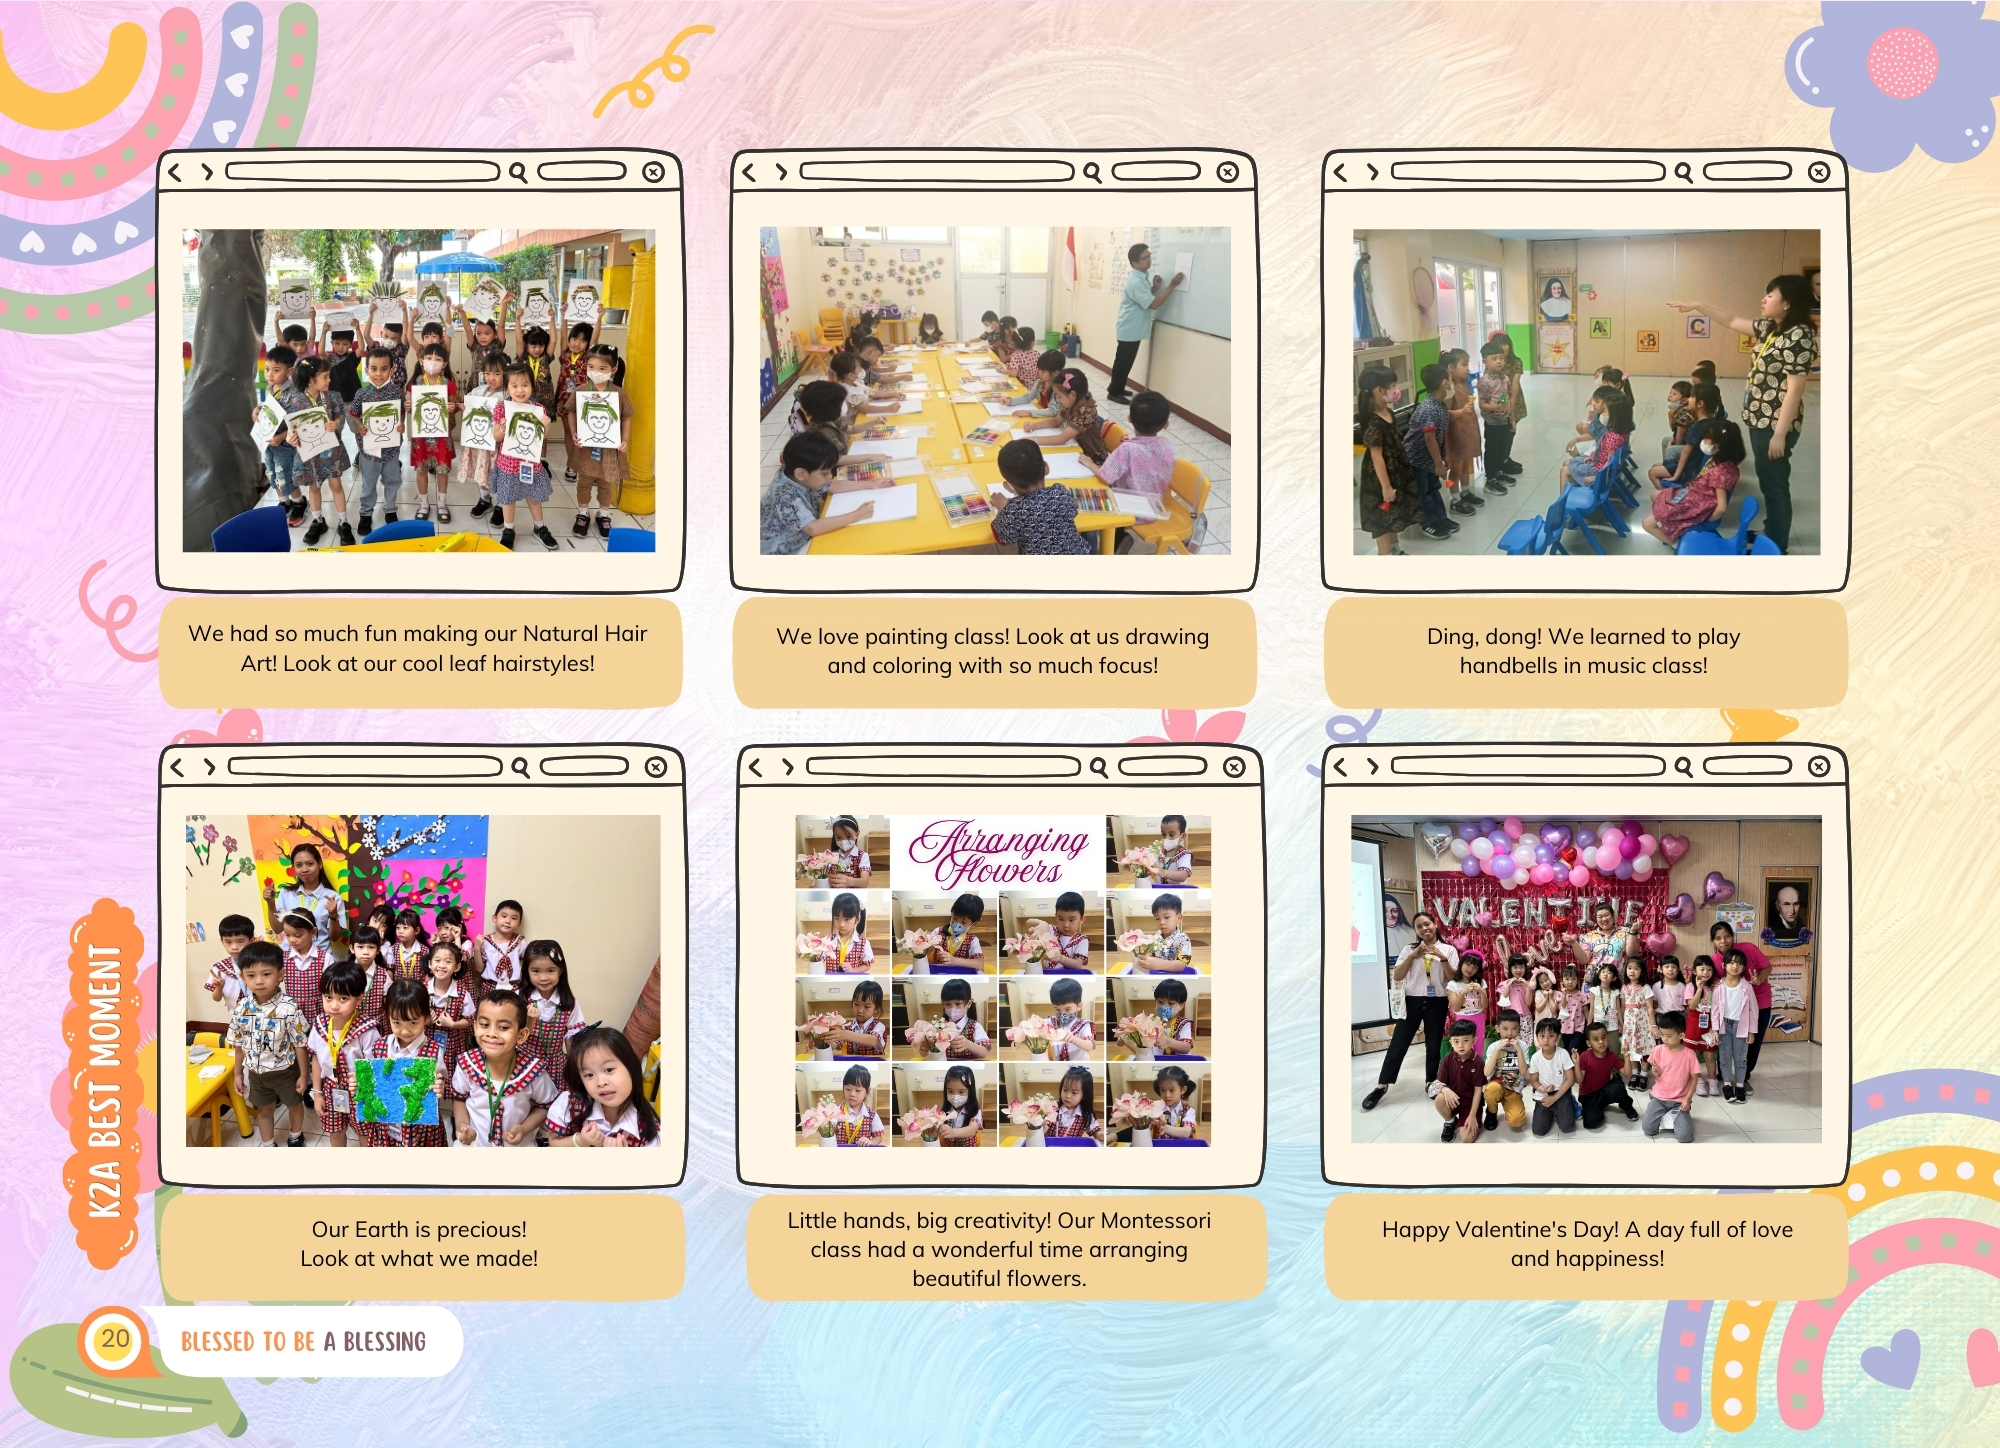 We had so much fun making our Natural Hair
Art! Look at our cool leaf hairstyles!
We love painting class! Look at us drawing
and coloring with so much focus!
Ding, dong! We learned to play
handbells in music class!
Arranging
Flowers
VALENTINE
love
Our Earth is precious!
Look at what we made!
Little hands, big creativity! Our Montessori
class had a wonderful time arranging
beautiful flowers.
Happy Valentine's Day! A day full of love
and happiness!
K2A BEST MOMENT
20
BLESSED TO BE A BLESSING